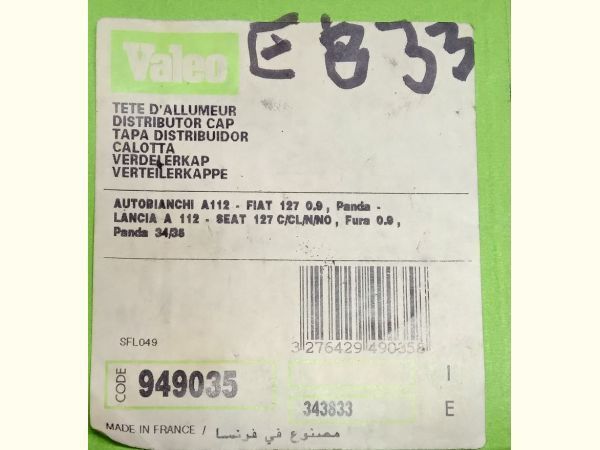 Valeo E833
TETE D'ALLUMEUR
DISTRIBUTOR CAP
TAPA DISTRIBUIDOR
CALOTTA
VERDELERKAP
VERTEILERKAPPE
AUTOBIANCHI A112 - FIAT 127 0.9, Panda -
LANCIA A 112 - SEAT 127 C/CL/N/NO, Fura 0.9,
Panda 34/35
SFL049
3 276429 490356
CODE 949035 I
343833 E
MADE IN FRANCE / مصنوع في فرنسا